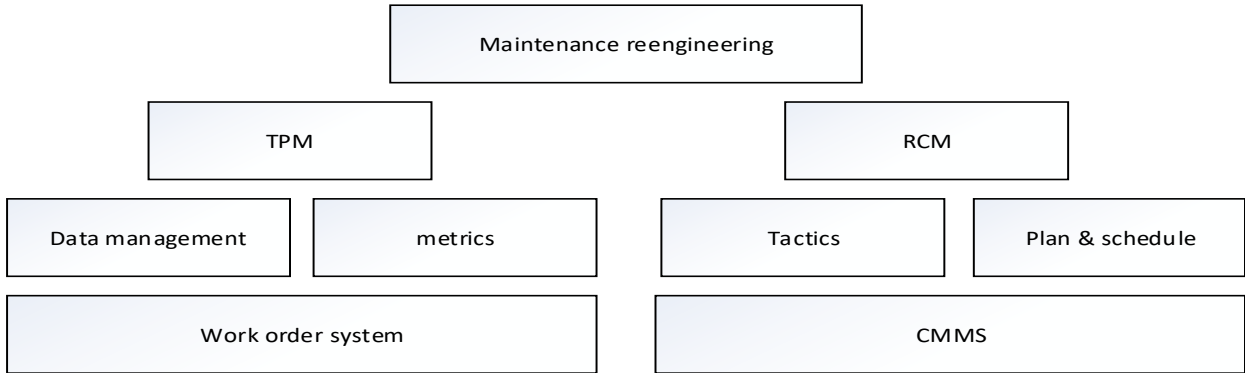 Maintenance reengineering
TPM
RCM
Data management
metrics
Tactics
Plan & schedule
Work order system
CMMS